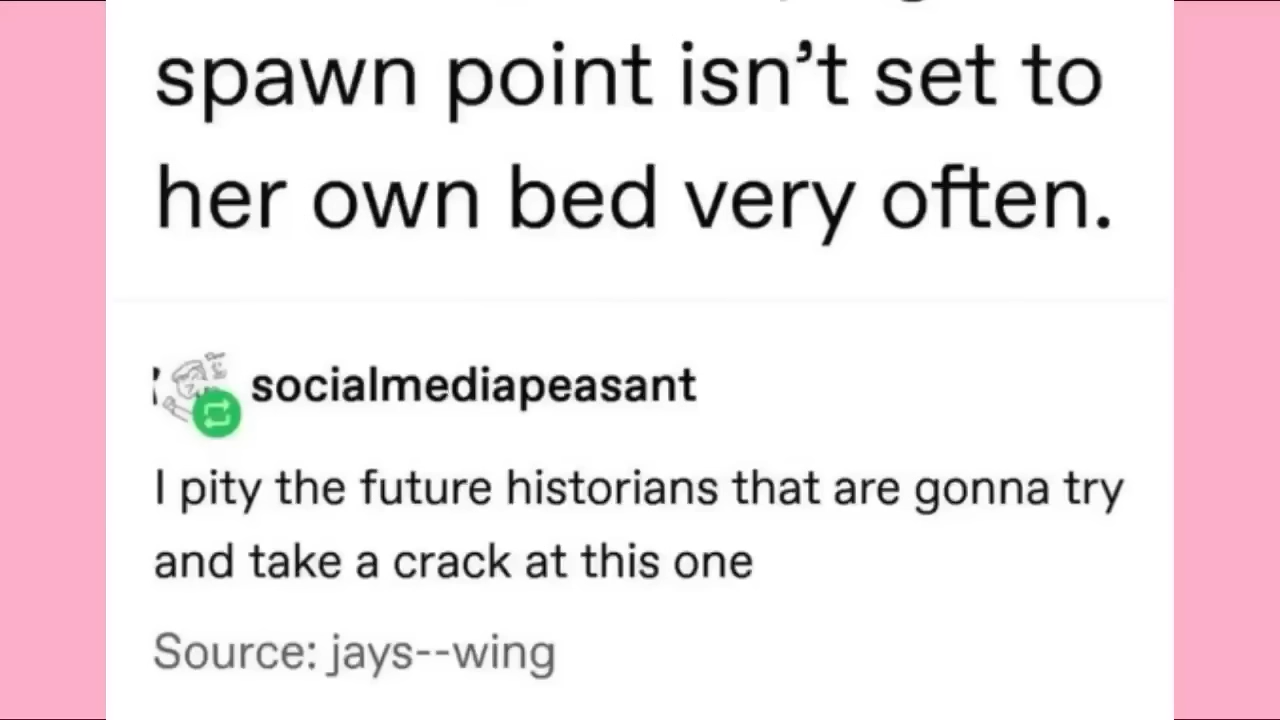 spawn point isn’t set to
her own bed very often.
socialmediapeasant
I pity the future historians that are gonna try
and take a crack at this one
Source: jays--wing